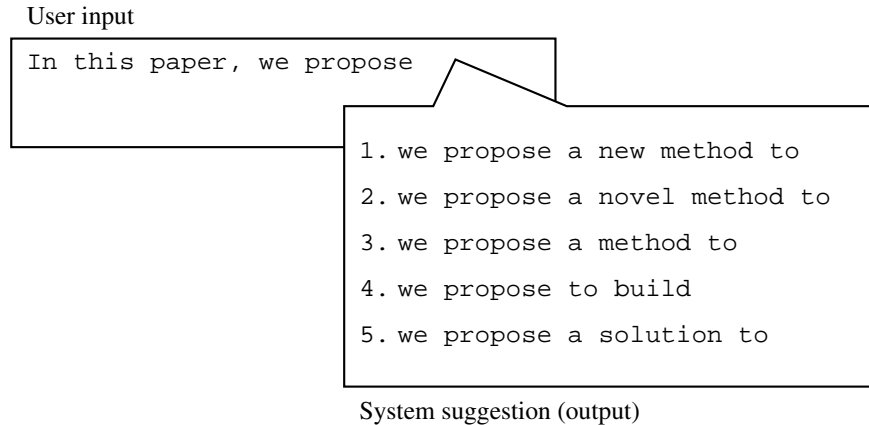 User input
In this paper, we propose
1. we propose a new method to
2. we propose a novel method to
3. we propose a method to
4. we propose to build
5. we propose a solution to
System suggestion (output)